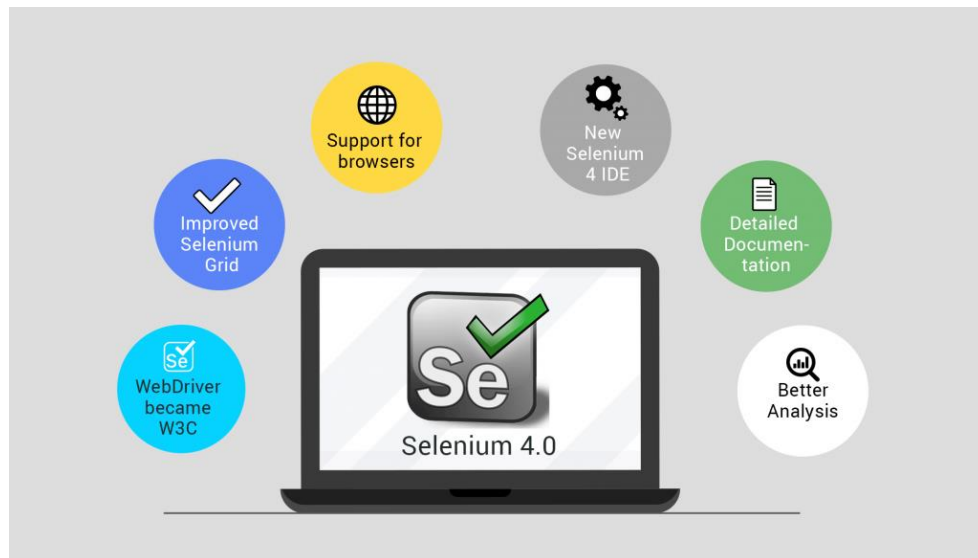 Support for
browsers
New
Selenium
4 IDE
Improved
Selenium
Grid
Detailed
Documen-
tation
Se
WebDriver
became
W3C
Se
Selenium 4.0
Better
Analysis